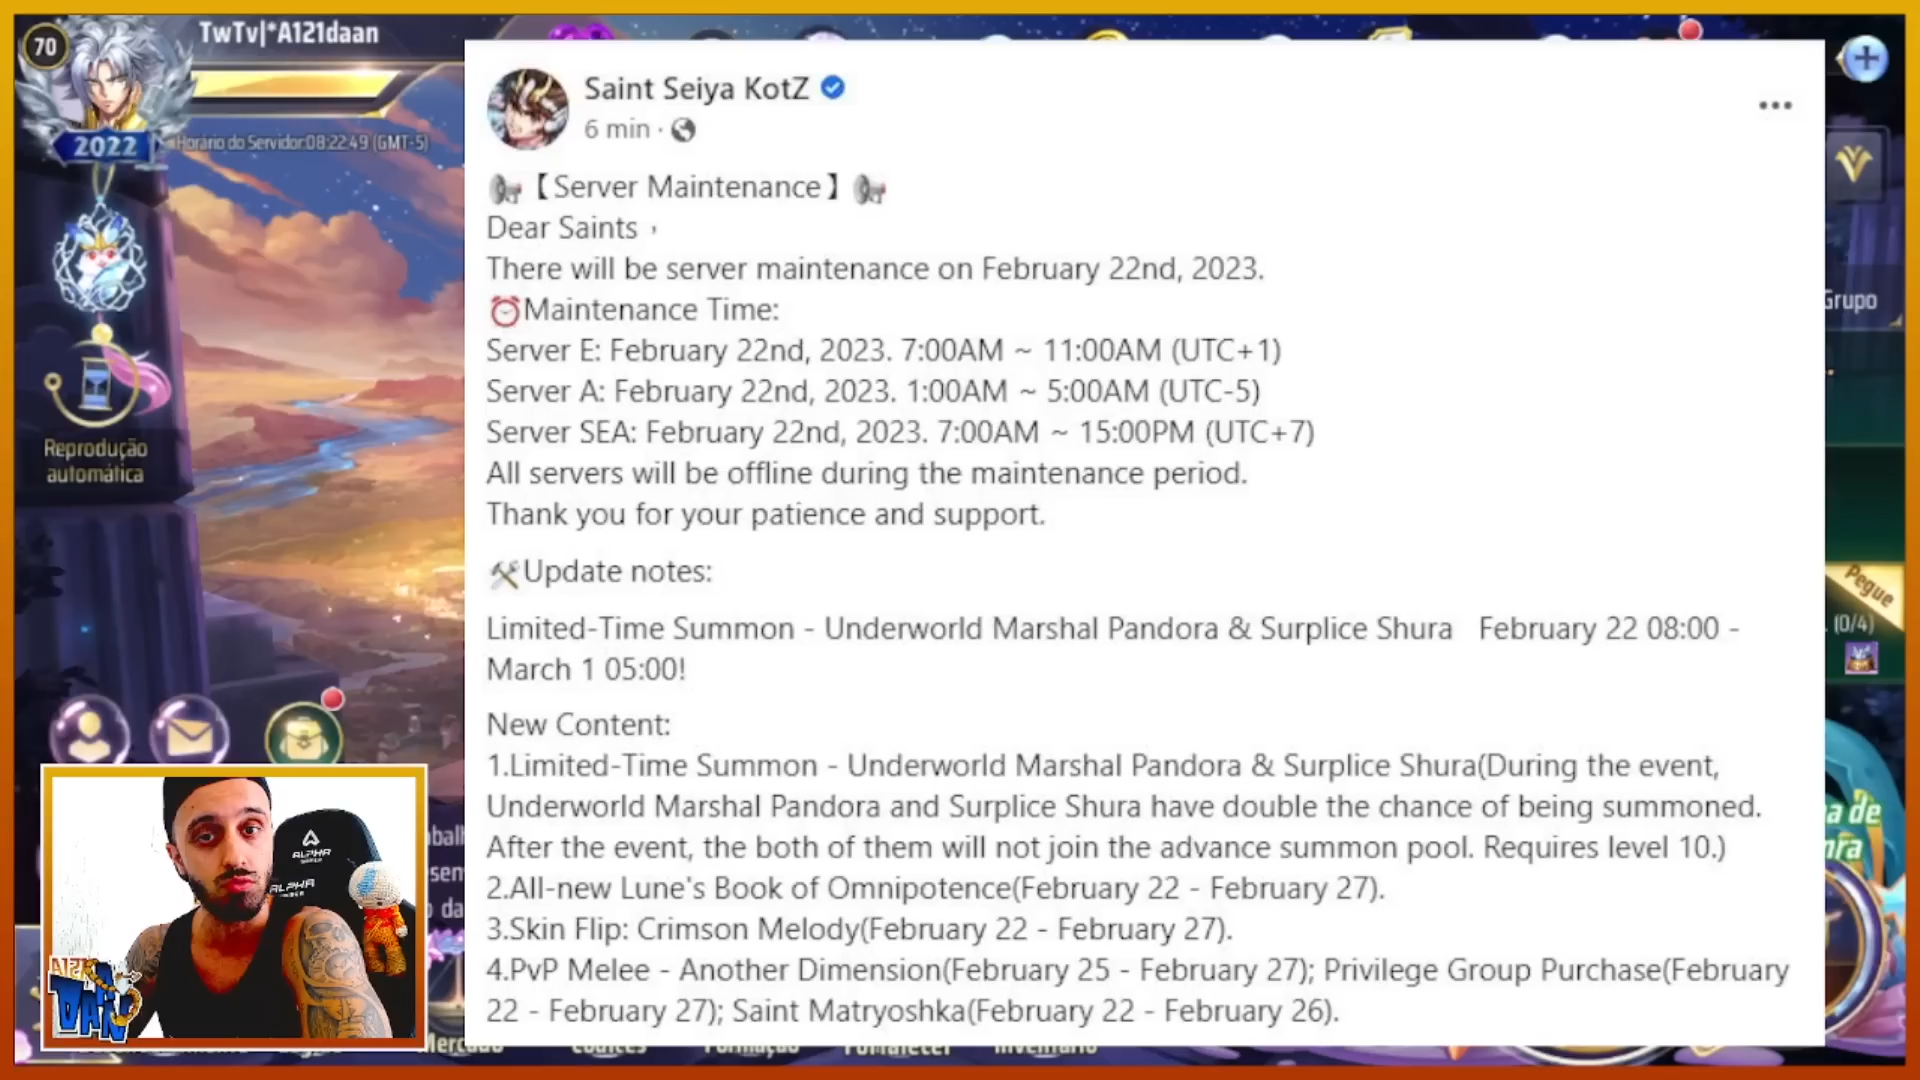 70
TwTv|*A121daan
2022
Horário do Servidor:08:22:49 (GMT-5)
Reprodução
automática
Saint Seiya KotZ
6 min ·
【Server Maintenance】
Dear Saints，
There will be server maintenance on February 22nd, 2023.
Maintenance Time:
Server E: February 22nd, 2023. 7:00AM ~ 11:00AM (UTC+1)
Server A: February 22nd, 2023. 1:00AM ~ 5:00AM (UTC-5)
Server SEA: February 22nd, 2023. 7:00AM ~ 15:00PM (UTC+7)
All servers will be offline during the maintenance period.
Thank you for your patience and support.
Update notes:
Limited-Time Summon - Underworld Marshal Pandora & Surplice Shura   February 22 08:00 -
March 1 05:00!
New Content:
1.Limited-Time Summon - Underworld Marshal Pandora & Surplice Shura(During the event,
Underworld Marshal Pandora and Surplice Shura have double the chance of being summoned.
After the event, the both of them will not join the advance summon pool. Requires level 10.)
2.All-new Lune's Book of Omnipotence(February 22 - February 27).
3.Skin Flip: Crimson Melody(February 22 - February 27).
4.PvP Melee - Another Dimension(February 25 - February 27); Privilege Group Purchase(February
22 - February 27); Saint Matryoshka(February 22 - February 26).
Grupo
Pegue
(0/4)
ALPHA
ALPHA
A121
DAN